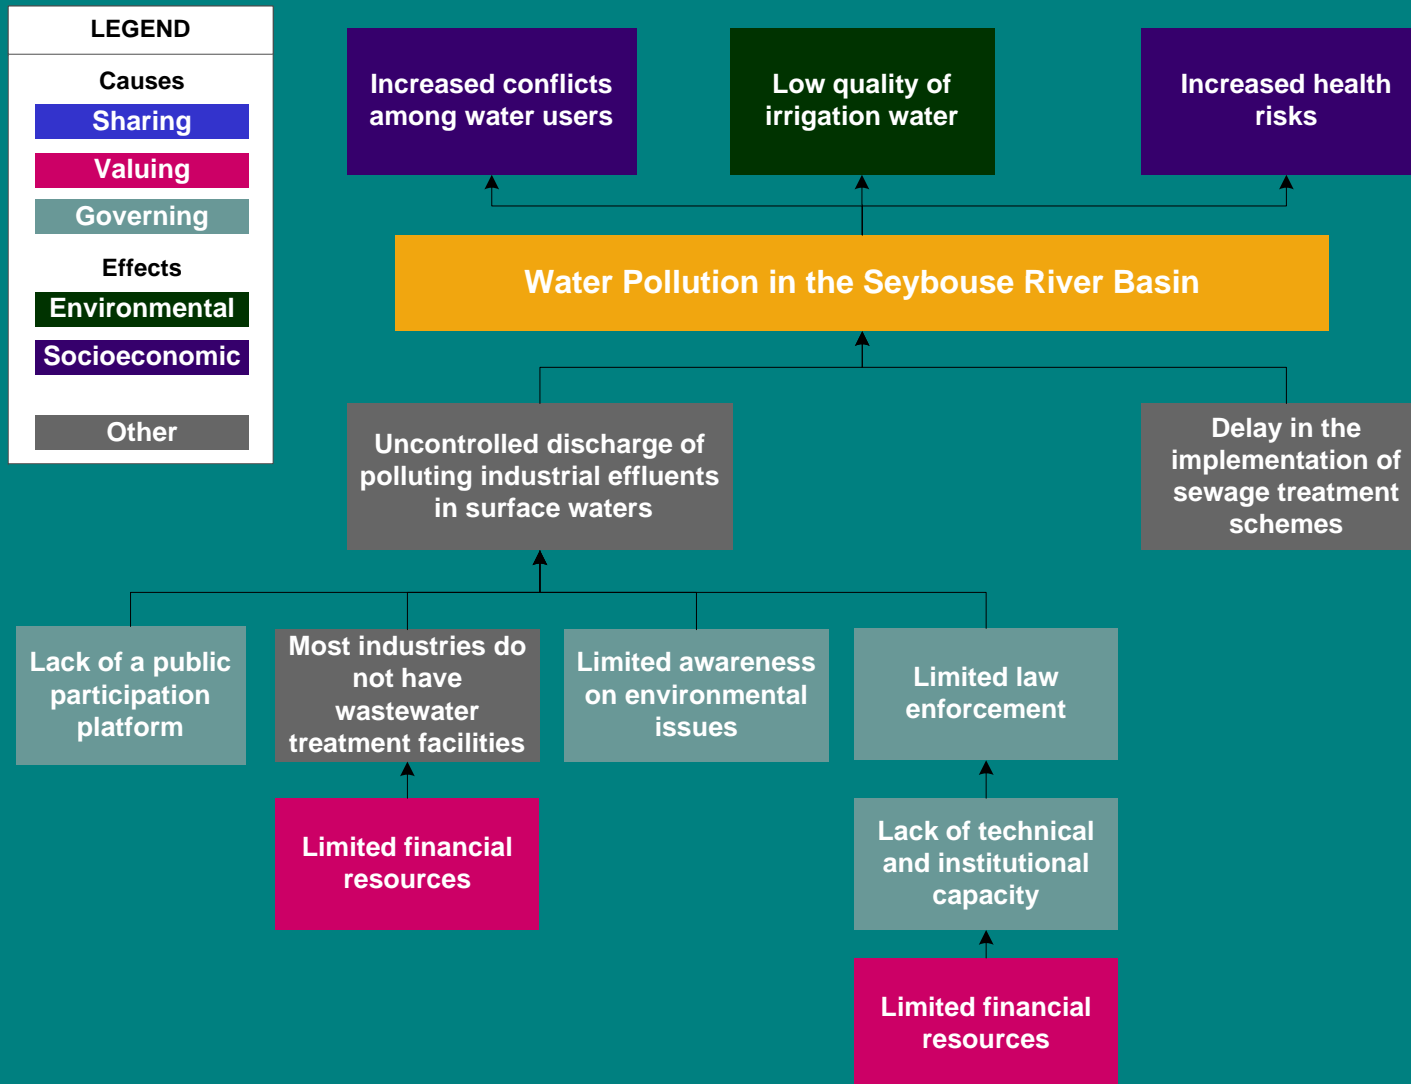 LEGEND
Causes
Sharing
Valuing
Governing
Effects
Environmental
Socioeconomic
Other
Increased conflicts
among water users
Low quality of
irrigation water
Increased health
risks
Water Pollution in the Seybouse River Basin
Uncontrolled discharge of
polluting industrial effluents
in surface waters
Delay in the
implementation of
sewage treatment
schemes
Lack of a public
participation
platform
Most industries do
not have
wastewater
treatment facilities
Limited awareness
on environmental
issues
Limited law
enforcement
Limited financial
resources
Lack of technical
and institutional
capacity
Limited financial
resources